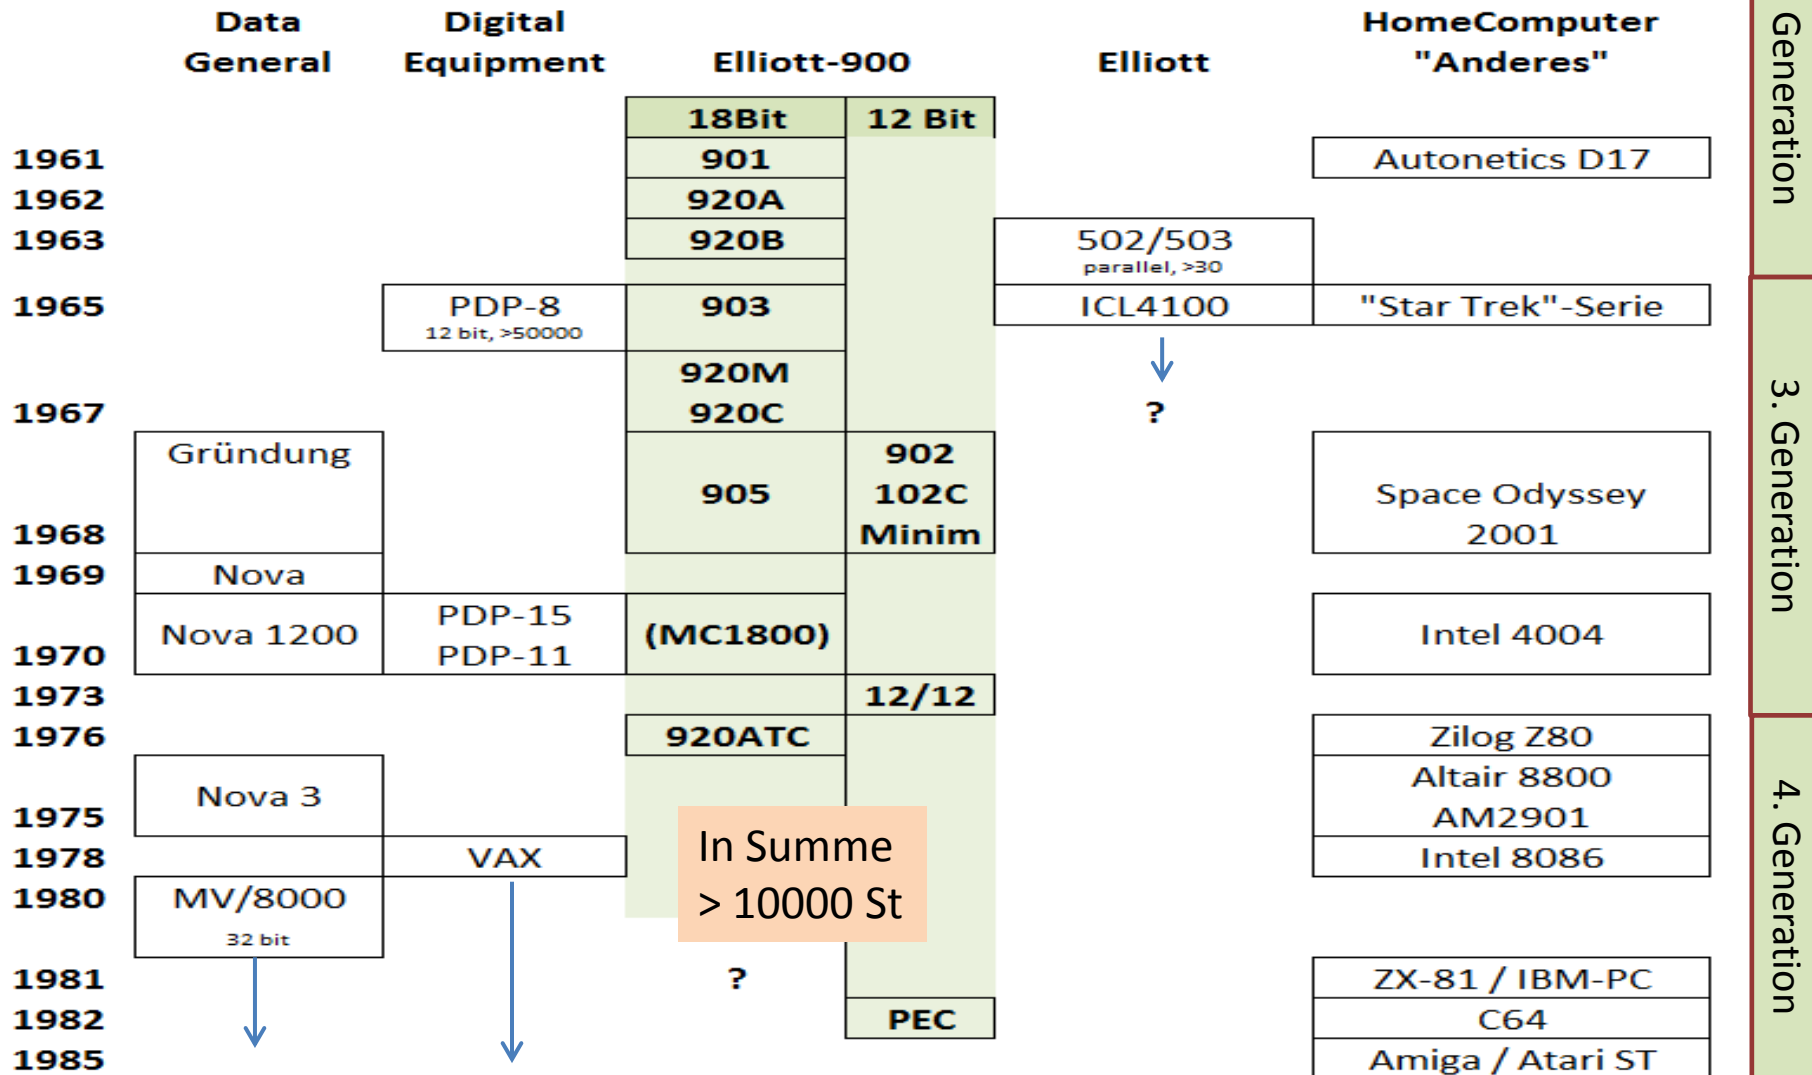 Data Digital HomeComputer
General Equipment Elliott-900 Elliott "Anderes"
18Bit 12 Bit
1961 901 Autonetics D17
1962 920A
1963 920B 502/503
parallel, >30
1965 PDP-8 903 ICL4100 "Star Trek"-Serie
12 bit, >50000
920M
1967 920C ?
Gründung 902
905 102C Space Odyssey
1968 Minim 2001
1969 Nova
PDP-15
Nova 1200 (MC1800) Intel 4004
1970 PDP-11
1973 12/12
1976 920ATC Zilog Z80
Altair 8800
Nova 3
1975 AM2901
1978 VAX Intel 8086
In Summe
> 10000 St
1980 MV/8000
32 bit
1981 ? ZX-81 / IBM-PC
1982 PEC C64
1985 Amiga / Atari ST
Generation
3. Generation
4. Generation